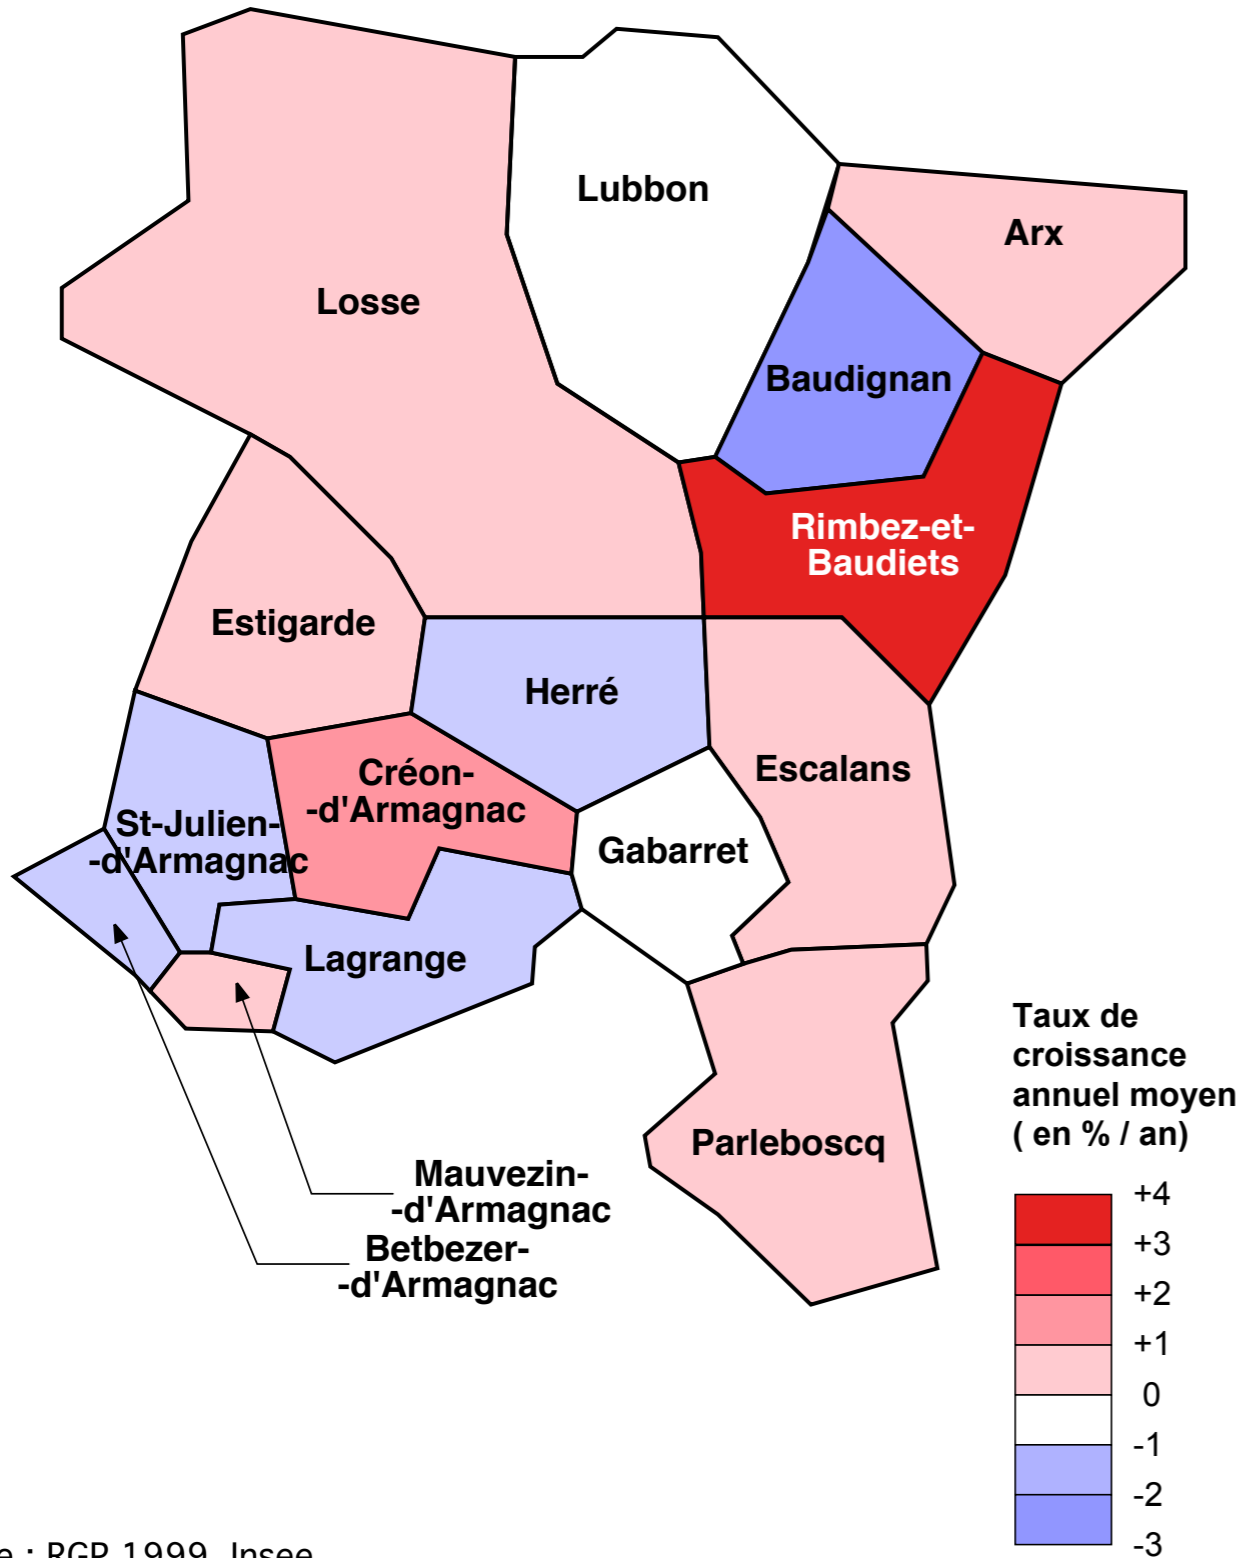 Lubbon
Arx
Losse
Baudignan
Rimbez-et-
Baudiets
Estigarde
Herré
Escalans
Créon-
-d'Armagnac
St-Julien-
-d'Armagnac
Gabarret
Lagrange
Parleboscq
Mauvezin-
-d'Armagnac
Betbezer-
-d'Armagnac
Taux de
croissance
annuel moyen
( en % / an)
+4
+3
+2
+1
0
-1
-2
-3
e : RGP 1999, Insee